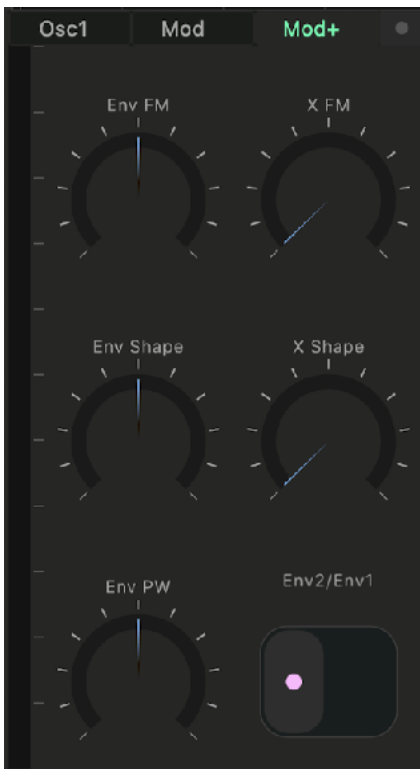 Osc1 Mod Mod+
Env FM X FM
Env Shape X Shape
Env PW Env2/Env1